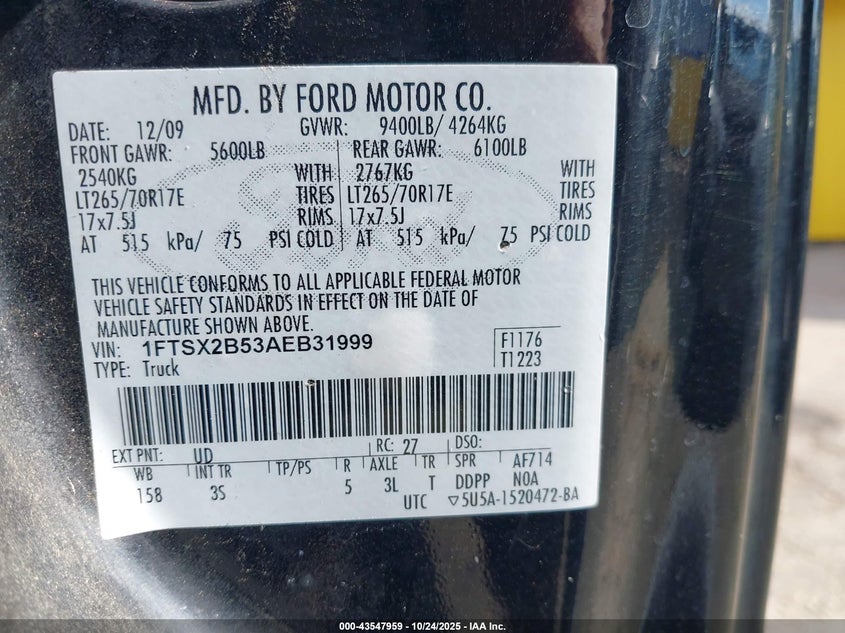 MFD. BY FORD MOTOR CO.
DATE: 12/09 GVWR: 9400LB/ 4264KG
FRONT GAWR: 5600LB REAR GAWR: 6100LB
2540KG WITH 2767KG WITH
LT265/70R17E TIRES LT265/70R17E TIRES
17x7.5J RIMS 17x7.5J RIMS
AT 515 kPa/ 75 PSI COLD AT 515 kPa/ 75 PSI COLD
THIS VEHICLE CONFORMS TO ALL APPLICABLE FEDERAL MOTOR
VEHICLE SAFETY STANDARDS IN EFFECT ON THE DATE OF
MANUFACTURE SHOWN ABOVE.
VIN: 1FTSX2B53AEB31999 F1176
TYPE: Truck T1223
EXT PNT: UD RC: 27 DSO:
WB INT TR TP/PS R AXLE TR SPR AF714
158 3S 5 3L T DDPP NOA
UTC ▽5U5A-1520472-BA
000-43547959 - 10/24/2025 - IAA Inc.